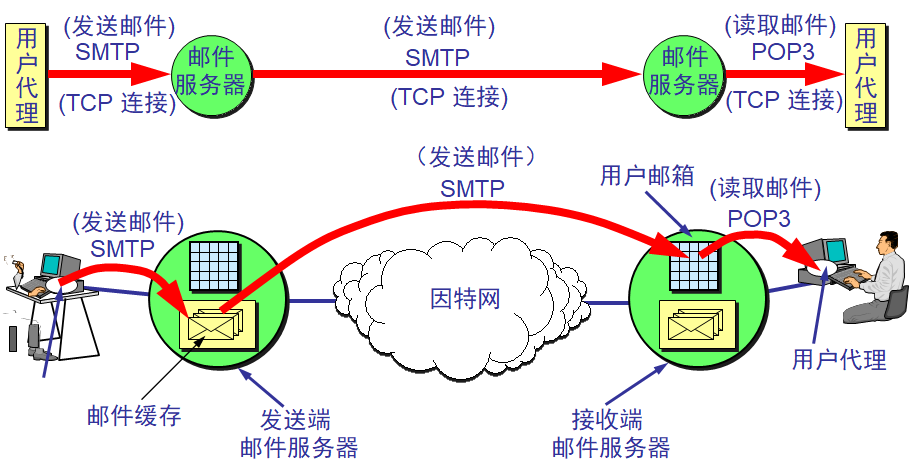 (发送邮件)
SMTP
(TCP 连接)
(发送邮件)
SMTP
(TCP 连接)
(读取邮件)
POP3
(TCP 连接)
用户代理
邮件
服务器
邮件
服务器
用户代理
(发送邮件)
SMTP
（发送邮件）
SMTP
用户邮箱
(读取邮件)
POP3
因特网
邮件缓存
发送端
邮件服务器
接收端
邮件服务器
用户代理